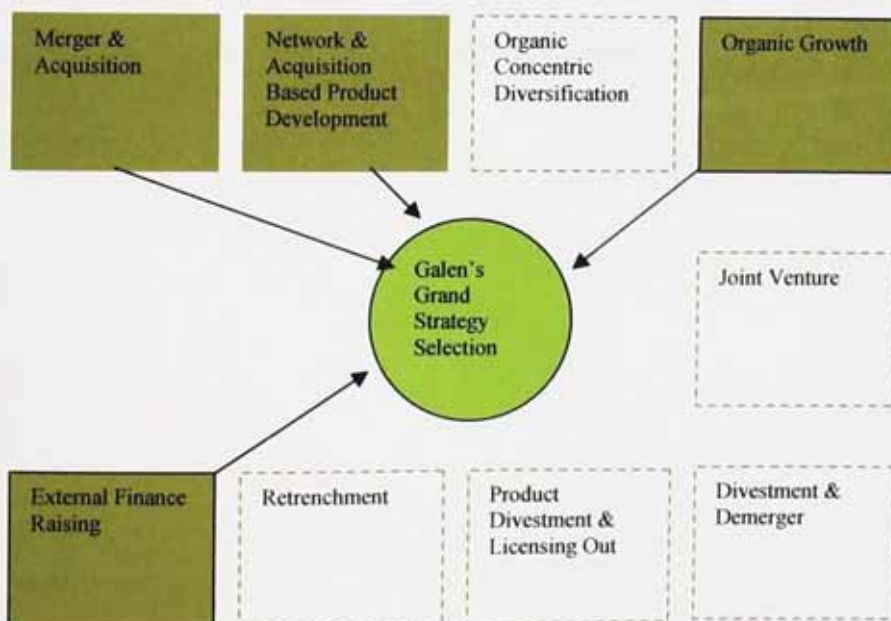 Merger &
Acquisition
Network &
Acquisition
Based Product
Development
Organic
Concentric
Diversification
Organic Growth
Galen's
Grand
Strategy
Selection
Joint Venture
External Finance
Raising
Retrenchment
Product
Divestment &
Licensing Out
Divestment &
Demerger